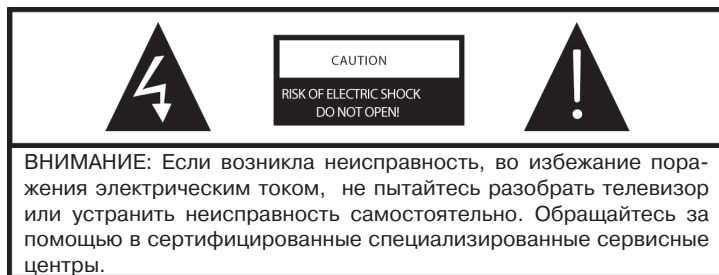 CAUTION
RISK OF ELECTRIC SHOCK
DO NOT OPEN!
ВНИМАНИЕ: Если возникла неисправность, во избежание пора-
жения электрическим током, не пытайтесь разобрать телевизор
или устранить неисправность самостоятельно. Обращайтесь за
помощью в сертифицированные специализированные сервисные
центры.